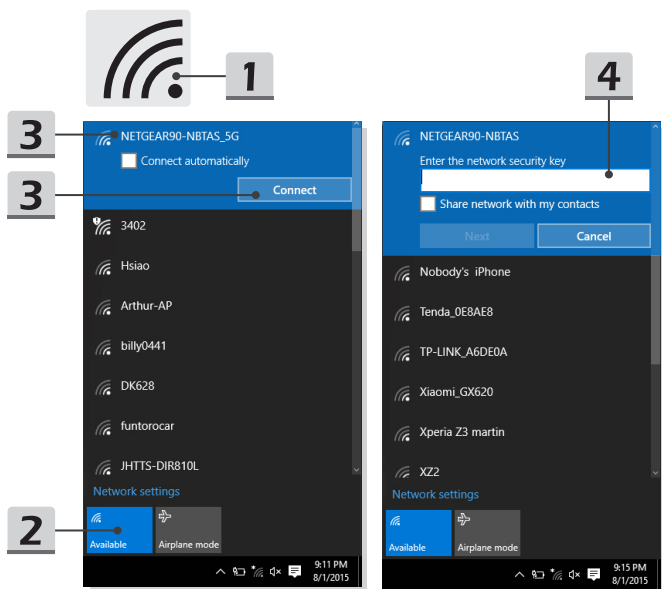 1
3
NETGEAR90-NBTAS_5G
Connect automatically
3
Connect
3402
Hsiao
Arthur-AP
billy0441
DK628
funtorocar
JHTTS-DIR810L
Network settings
2
Available
Airplane mode
9:11 PM
8/1/2015
4
NETGEAR90-NBTAS
Enter the network security key
Share network with my contacts
Next
Cancel
Nobody's iPhone
Tenda_0E8AE8
TP-LINK_A6DE0A
Xiaomi_GX620
Xperia Z3 martin
XZ2
Network settings
Available
Airplane mode
9:15 PM
8/1/2015